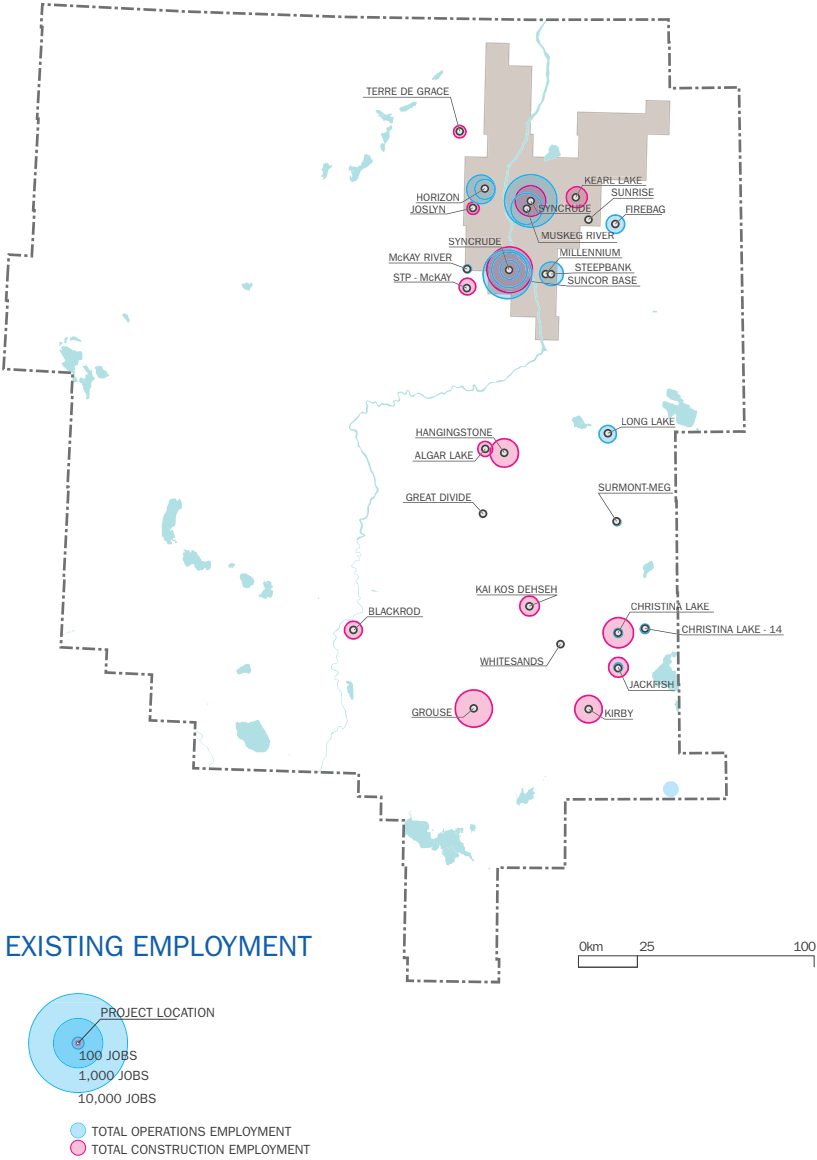 TERRE DE GRACE
KEARL LAKE
SUNRISE
HORIZON
JOSLYN
SYNCRUDE
FIREBAG
MUSKEG RIVER
SYNCRUDE
MILLENNIUM
McKAY RIVER
STEEPBANK
STP - McKAY
SUNCOR BASE
LONG LAKE
HANGINGSTONE
ALGAR LAKE
SURMONT-MEG
GREAT DIVIDE
KAI KOS DEHSEH
CHRISTINA LAKE
BLACKROD
CHRISTINA LAKE - 14
WHITESANDS
JACKFISH
GROUSE
KIRBY
EXISTING EMPLOYMENT
0km 25 100
PROJECT LOCATION
100 JOBS
1,000 JOBS
10,000 JOBS
TOTAL OPERATIONS EMPLOYMENT
TOTAL CONSTRUCTION EMPLOYMENT